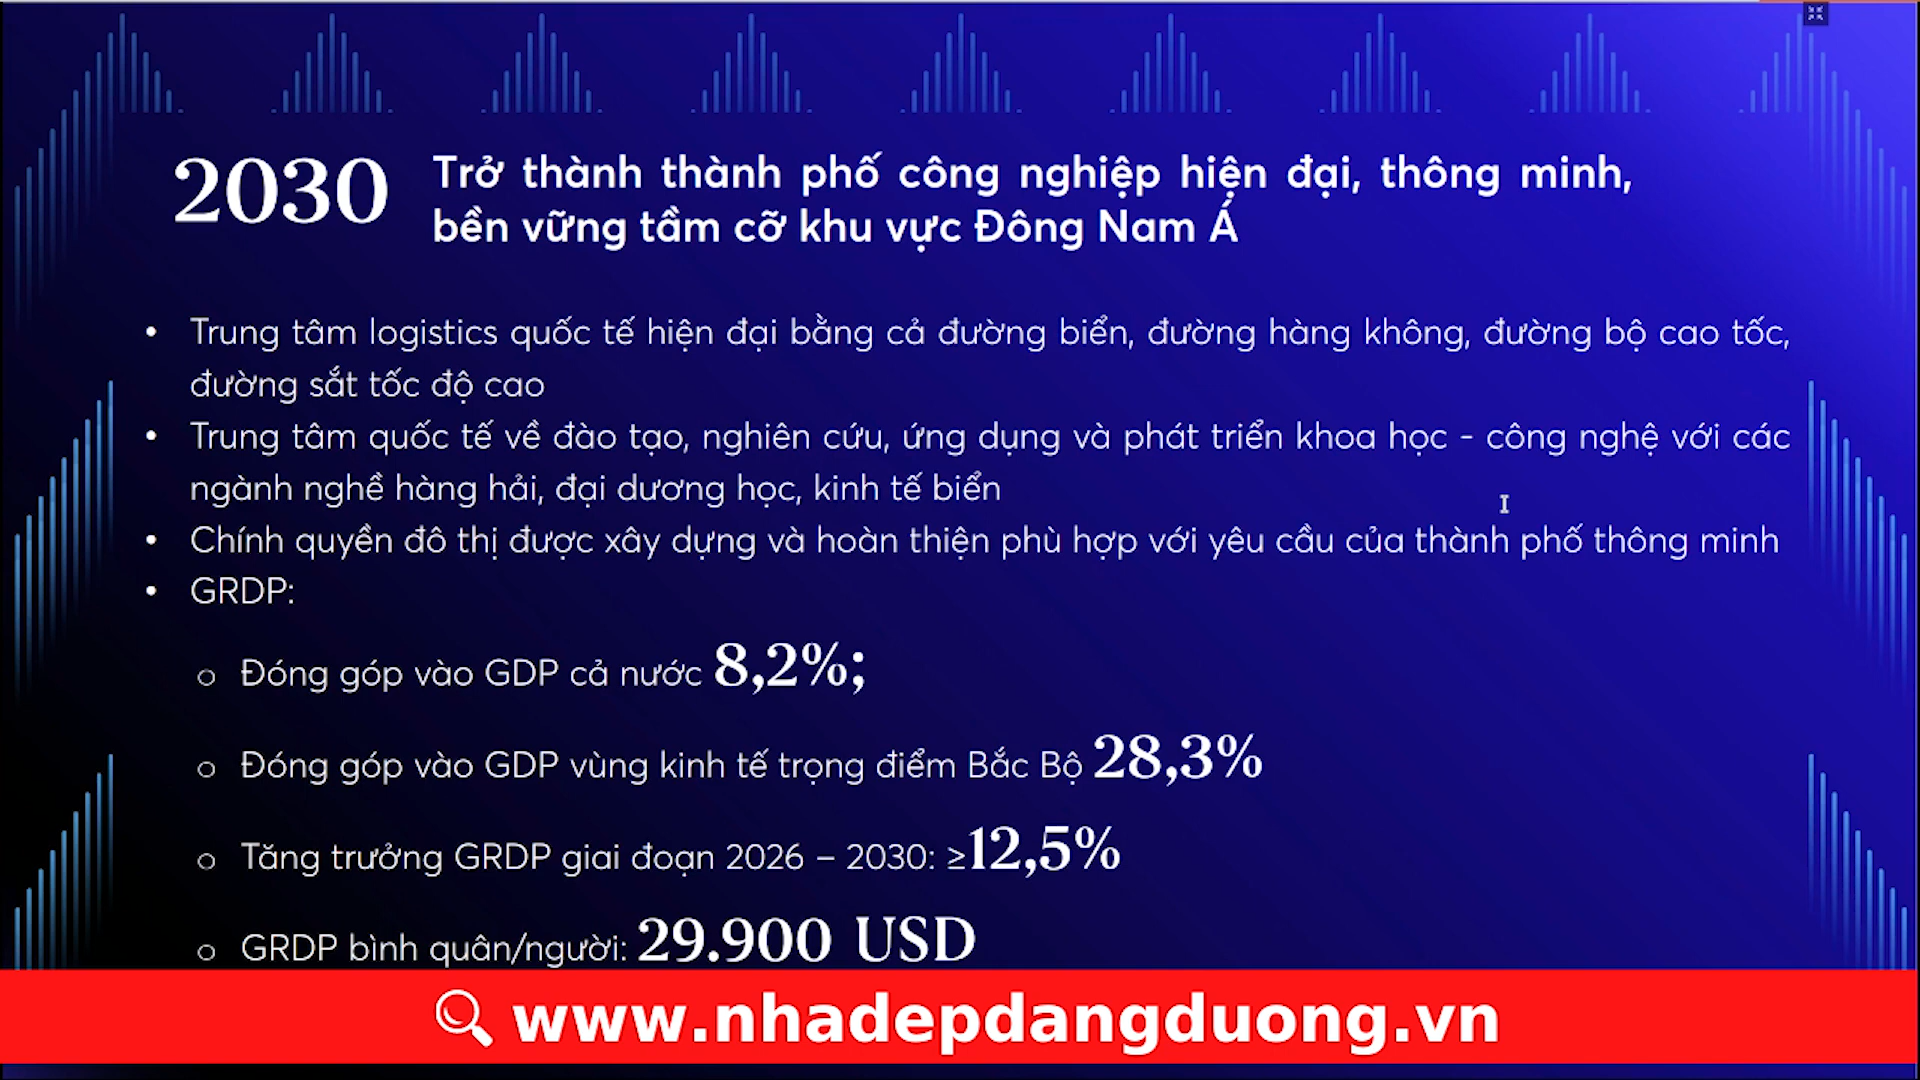 2030
Trở thành thành phố công nghiệp hiện đại, thông minh,
bền vững tầm cỡ khu vực Đông Nam Á
• Trung tâm logistics quốc tế hiện đại bằng cả đường biển, đường hàng không, đường bộ cao tốc,
đường sắt tốc độ cao
• Trung tâm quốc tế về đào tạo, nghiên cứu, ứng dụng và phát triển khoa học - công nghệ với các
ngành nghề hàng hải, đại dương học, kinh tế biển
• Chính quyền đô thị được xây dựng và hoàn thiện phù hợp với yêu cầu của thành phố thông minh
• GRDP:
o Đóng góp vào GDP cả nước 8,2%;
o Đóng góp vào GDP vùng kinh tế trọng điểm Bắc Bộ 28,3%
o Tăng trưởng GRDP giai đoạn 2026 – 2030: ≥12,5%
o GRDP bình quân/người: 29.900 USD
www.nhadepdangduong.vn